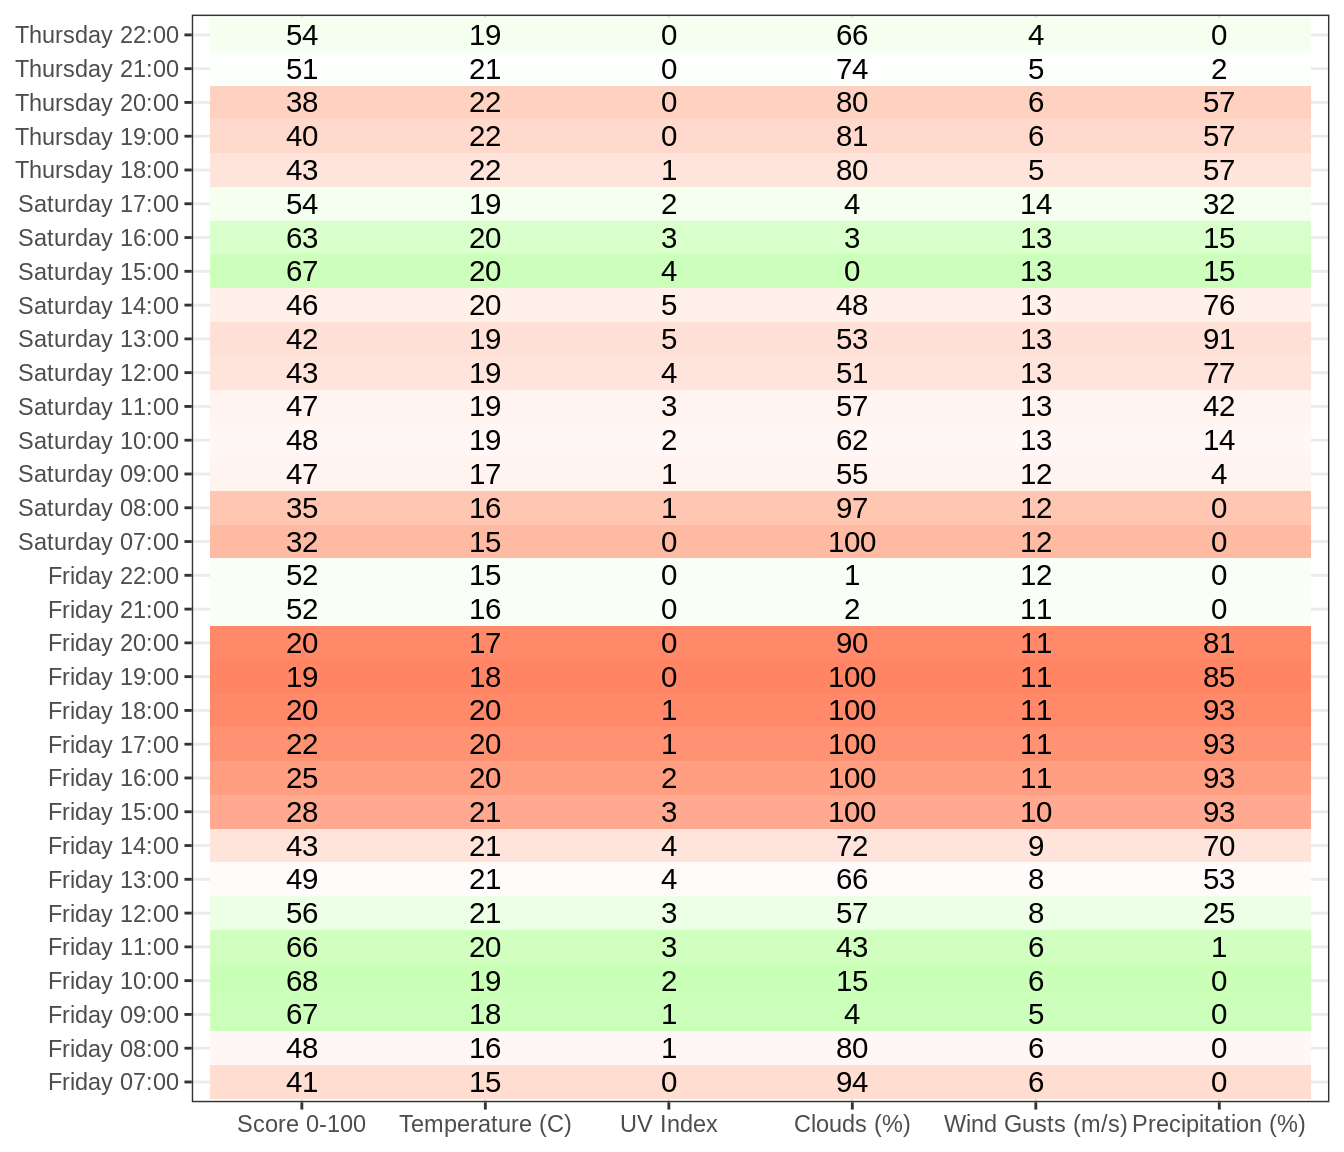 Thursday 22:00 54 19 0 66 4 0
Thursday 21:00 51 21 0 74 5 2
Thursday 20:00 38 22 0 80 6 57
Thursday 19:00 40 22 0 81 6 57
Thursday 18:00 43 22 1 80 5 57
Saturday 17:00 54 19 2 4 14 32
Saturday 16:00 63 20 3 3 13 15
Saturday 15:00 67 20 4 0 13 15
Saturday 14:00 46 20 5 48 13 76
Saturday 13:00 42 19 5 53 13 91
Saturday 12:00 43 19 4 51 13 77
Saturday 11:00 47 19 3 57 13 42
Saturday 10:00 48 19 2 62 13 14
Saturday 09:00 47 17 1 55 12 4
Saturday 08:00 35 16 1 97 12 0
Saturday 07:00 32 15 0 100 12 0
Friday 22:00 52 15 0 1 12 0
Friday 21:00 52 16 0 2 11 0
Friday 20:00 20 17 0 90 11 81
Friday 19:00 19 18 0 100 11 85
Friday 18:00 20 20 1 100 11 93
Friday 17:00 22 20 1 100 11 93
Friday 16:00 25 20 2 100 11 93
Friday 15:00 28 21 3 100 10 93
Friday 14:00 43 21 4 72 9 70
Friday 13:00 49 21 4 66 8 53
Friday 12:00 56 21 3 57 8 25
Friday 11:00 66 20 3 43 6 1
Friday 10:00 68 19 2 15 6 0
Friday 09:00 67 18 1 4 5 0
Friday 08:00 48 16 1 80 6 0
Friday 07:00 41 15 0 94 6 0
Score 0-100 Temperature (C) UV Index Clouds (%) Wind Gusts (m/s) Precipitation (%)